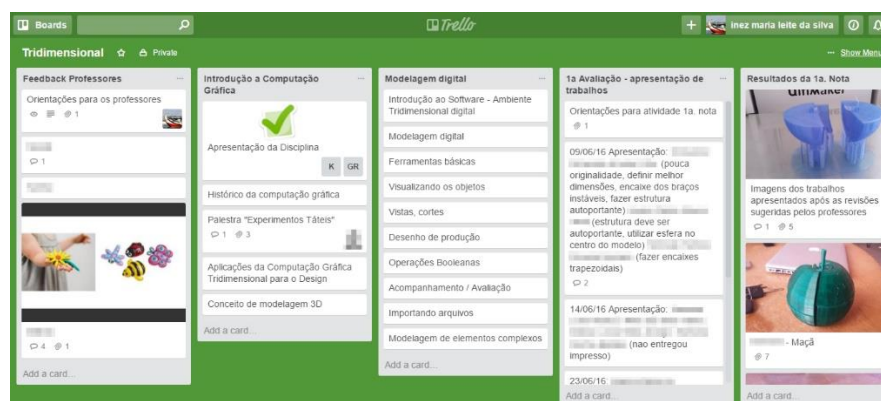 Boards
Trello
inez maria leite da silva
Tridimensional
Private
... Show Menu
Feedback Professores
Orientações para os professores
1
1
4 1
Add a card...
Introdução a Computação
Gráfica
Apresentação da Disciplina
K GR
Histórico da computação gráfica
Palestra "Experimentos Táteis"
1 3
Aplicações da Computação Gráfica
Tridimensional para o Design
Conceito de modelagem 3D
Add a card...
Modelagem digital
Introdução ao Software - Ambiente
Tridimensional digital
Modelagem digital
Ferramentas básicas
Visualizando os objetos
Vistas, cortes
Desenho de produção
Operações Booleanas
Acompanhamento / Avaliação
Importando arquivos
Modelagem de elementos complexos
Add a card...
1a Avaliação - apresentação de
trabalhos
Orientações para atividade 1a. nota
1
09/06/16 Apresentação:
(pouca
originalidade, definir melhor
dimensões, encaixe dos braços
instáveis, fazer estrutura
autoportante)
(estrutura deve ser
autoportante, utilizar esfera no
centro do modelo)
(fazer encaixes
trapezoidais)
2
14/06/16 Apresentação:
(nao entregou
impresso)
23/06/16:
Add a card...
Resultados da 1a. Nota
Ultimaker
Imagens dos trabalhos
apresentados após as revisões
sugeridas pelos professores
1 5
- Maçã
7
Add a card...